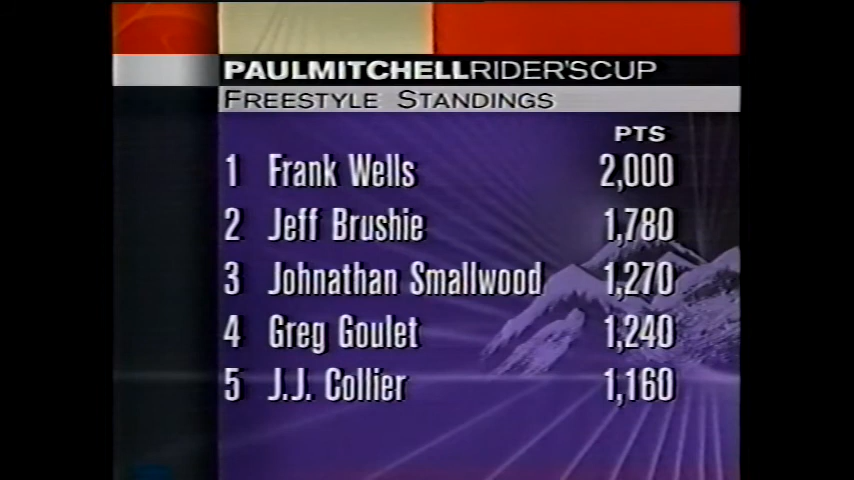 PAULMITCHELLRIDER'SCUP
FREESTYLE STANDINGS
PTS
1 Frank Wells 2,000
2 Jeff Brushie 1,780
3 Johnathan Smallwood 1,270
4 Greg Goulet 1,240
5 J.J. Collier 1,160